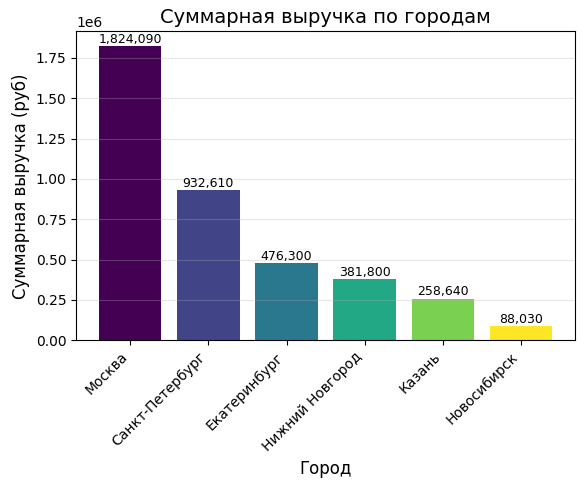 Суммарная выручка по городам
1e6
Суммарная выручка (руб)
1.75
1.50
1.25
1.00
0.75
0.50
0.25
0.00
1,824,090
932,610
476,300
381,800
258,640
88,030
Москва
Санкт-Петербург
Екатеринбург
Нижний Новгород
Казань
Новосибирск
Город